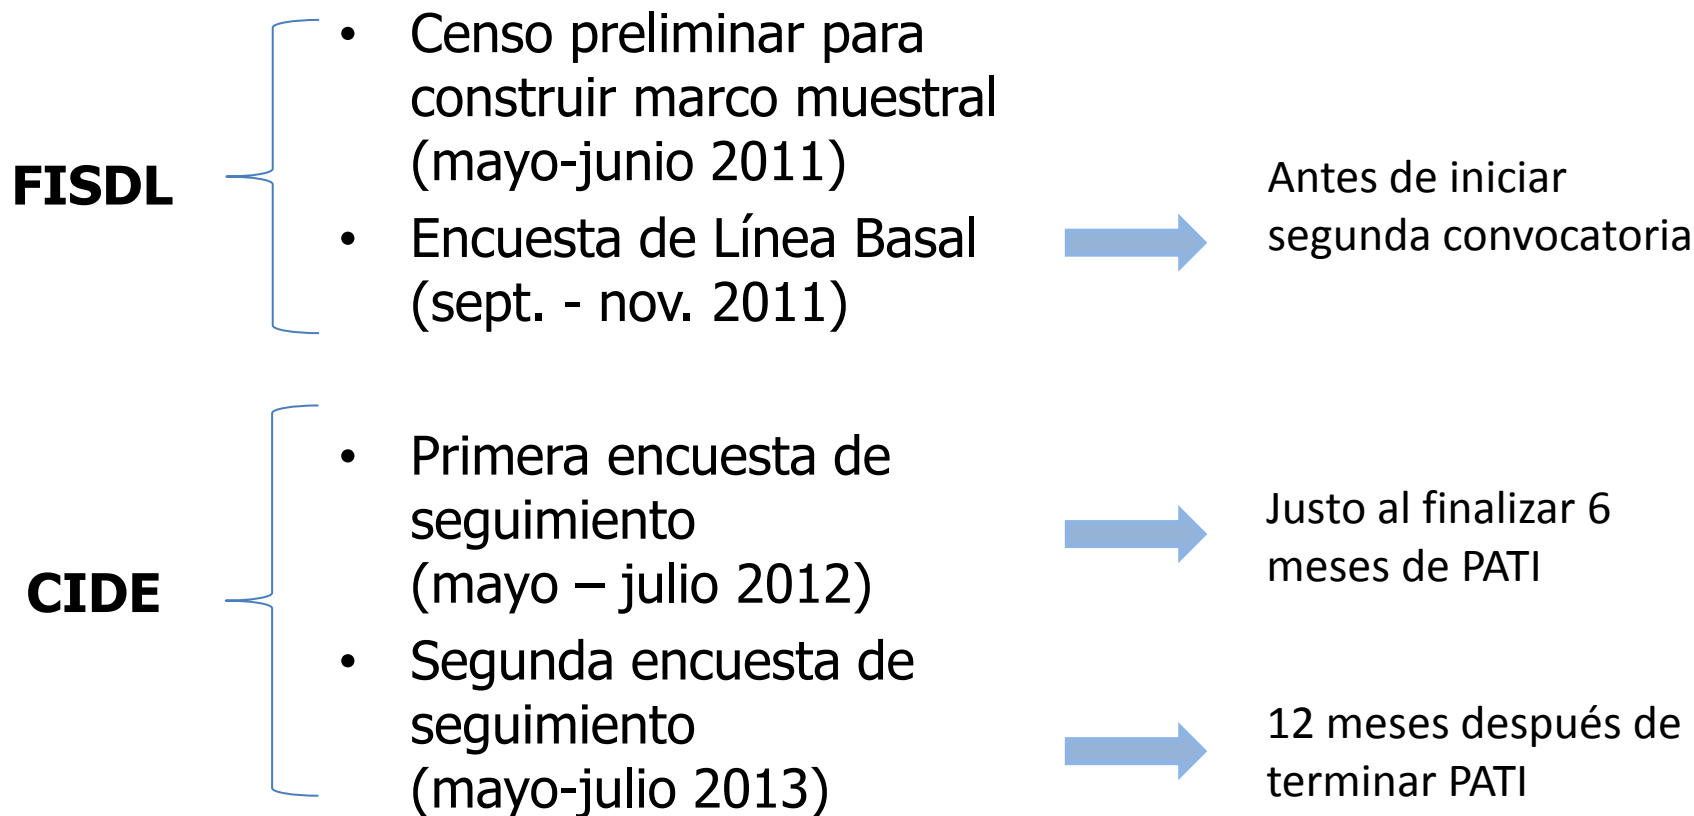 FISDL
• Censo preliminar para
construir marco muestral
(mayo-junio 2011)
• Encuesta de Línea Basal
(sept. - nov. 2011)
Antes de iniciar
segunda convocatoria
CIDE
• Primera encuesta de
seguimiento
(mayo – julio 2012)
Justo al finalizar 6
meses de PATI
• Segunda encuesta de
seguimiento
(mayo-julio 2013)
12 meses después de
terminar PATI